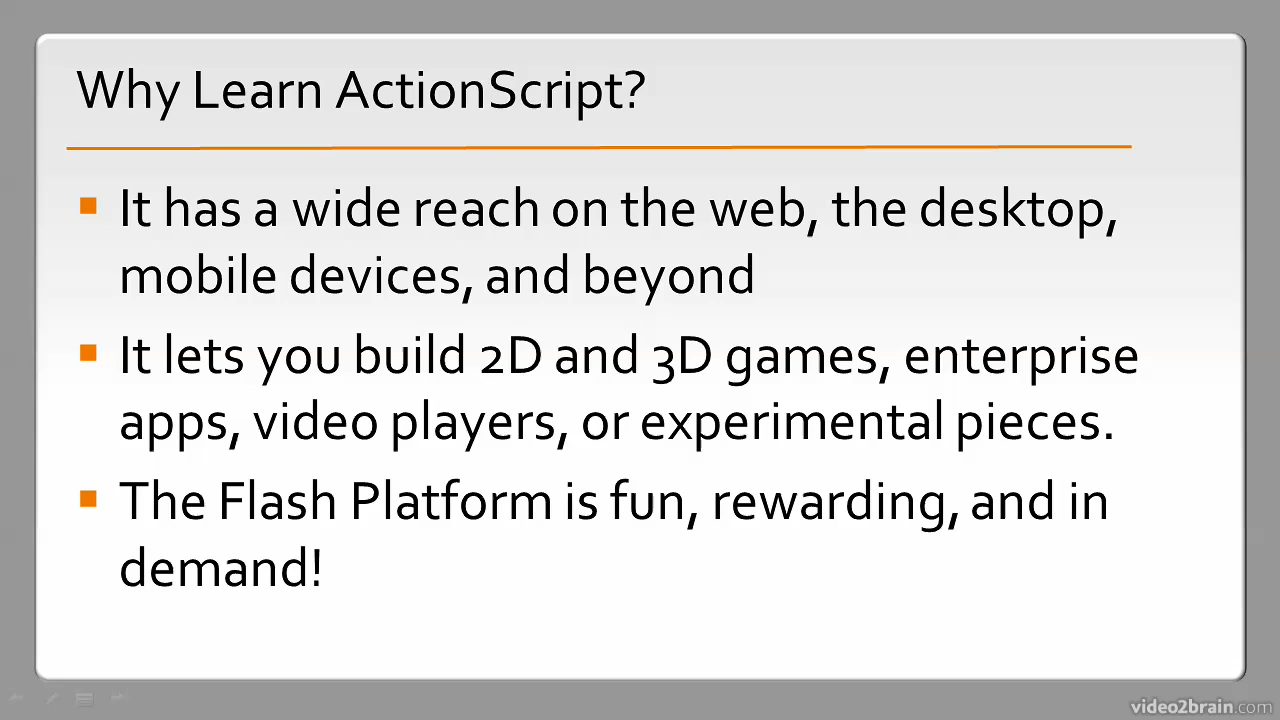 Why Learn ActionScript?
It has a wide reach on the web, the desktop,
mobile devices, and beyond
It lets you build 2D and 3D games, enterprise
apps, video players, or experimental pieces.
The Flash Platform is fun, rewarding, and in
demand!
video2brain.com